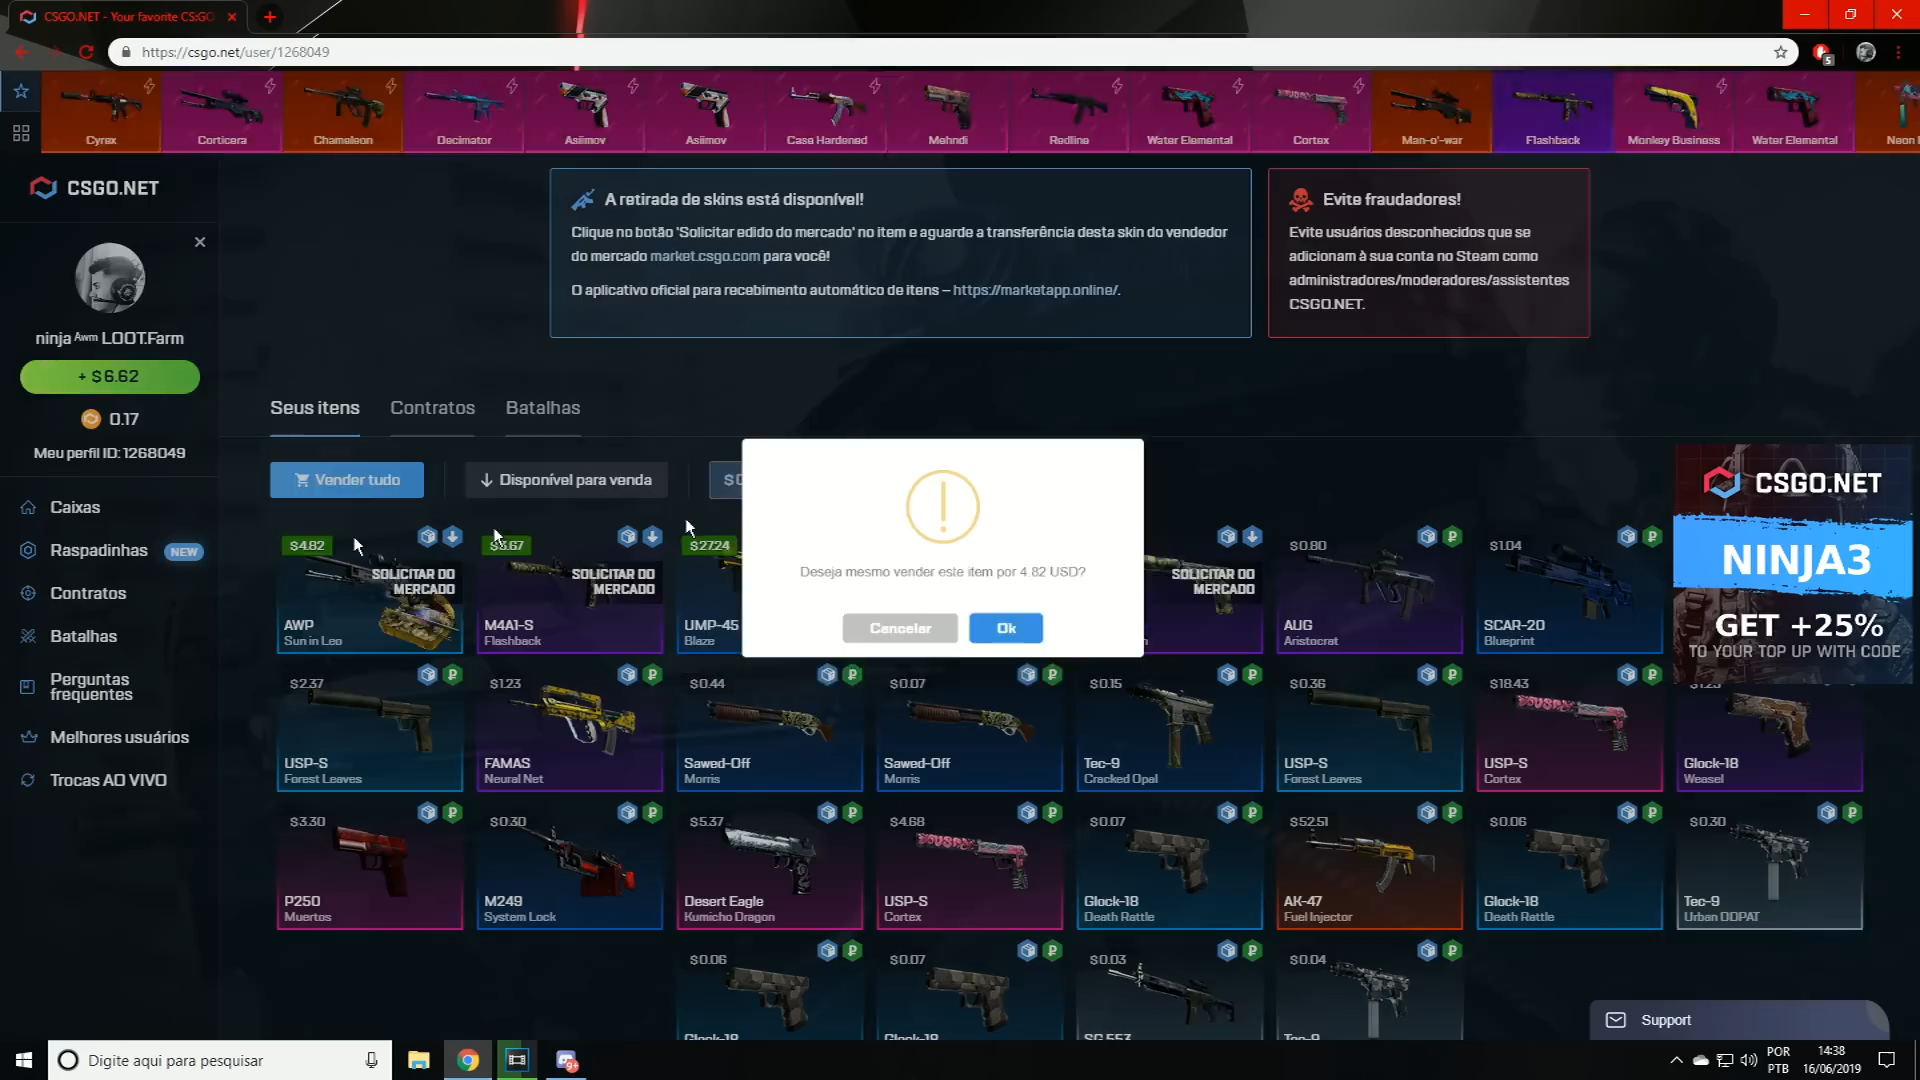 CSGO.NET - Your favorite CS:GO
https://csgo.net/user/1268049
5
Cyrex
Corticera
Chameleon
Decimator
Asiimov
Asiimov
Case Hardened
Mehndi
Redline
Water Elemental
Cortex
Man-o'-war
Flashback
Monkey Business
Water Elemental
Neon
CSGO.NET
A retirada de skins está disponível!
Clique no botão 'Solicitar edido do mercado' no item e aguarde a transferência desta skin do vendedor
do mercado market.csgo.com para você!
O aplicativo oficial para recebimento automático de itens – https://marketapp.online/.
Evite fraudadores!
Evite usuários desconhecidos que se
adicionam à sua conta no Steam como
administradores/moderadores/assistentes
CSGO.NET.
ninja Awm LOOT.Farm
+ $6.62
0.17
Meu perfil ID: 1268049
Caixas
Raspadinhas NEW
Contratos
Batalhas
Perguntas
frequentes
Melhores usuários
Trocas AO VIVO
Seus itens
Contratos
Batalhas
Vender tudo
Disponível para venda
Deseja mesmo vender este item por 4.82 USD?
Cancelar
Ok
$4.82
SOLICITAR DO
MERCADO
AWP
Sun in Leo
SOLICITAR DO
MERCADO
M4A1-S
Flashback
$27.24
UMP-45
Blaze
SOLICITAR DO
MERCADO
$0.80
AUG
Aristocrat
$1.04
SCAR-20
Blueprint
CSGO.NET
NINJA3
GET +25%
TO YOUR TOP UP WITH CODE
$2.37
USP-S
Forest Leaves
$1.23
FAMAS
Neural Net
$0.44
Sawed-Off
Morris
$0.07
Sawed-Off
Morris
$0.15
Tec-9
Cracked Opal
$0.36
USP-S
Forest Leaves
$18.43
USP-S
Cortex
Glock-18
Weasel
$3.30
P250
Muertos
$0.30
M249
System Lock
$5.37
Desert Eagle
Kumicho Dragon
$4.68
USP-S
Cortex
$0.07
Glock-18
Death Rattle
$52.51
AK-47
Fuel Injector
$0.06
Glock-18
Death Rattle
$0.30
Tec-9
Urban DDPAT
$0.06
Glock-18
$0.07
Glock-18
$0.03
SG 553
$0.04
Tec-9
Support
Digite aqui para pesquisar
9+
POR
PTB
14:38
16/06/2019